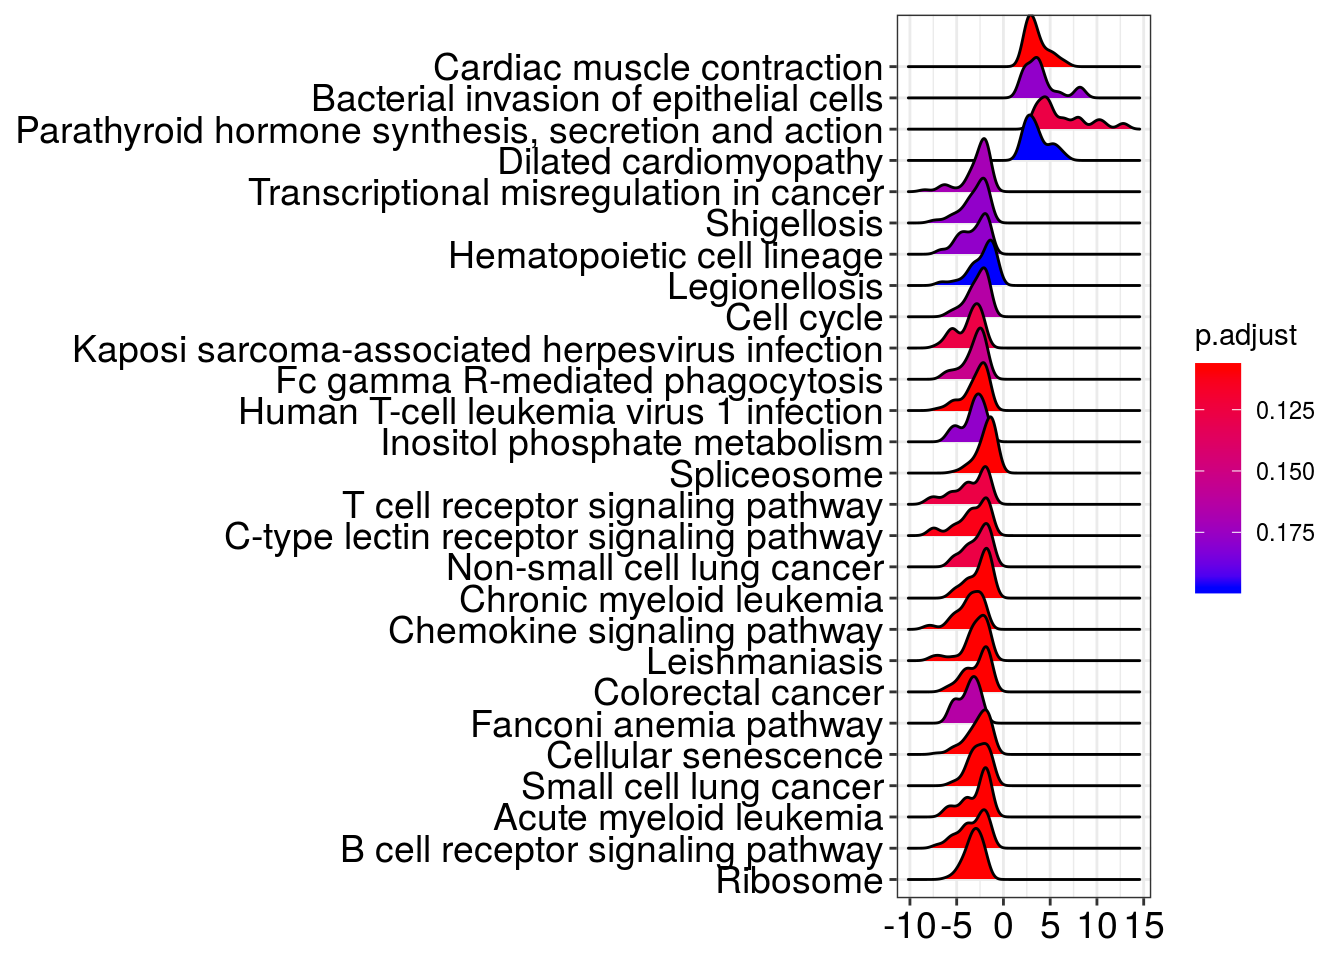 Cardiac muscle contraction
Bacterial invasion of epithelial cells
Parathyroid hormone synthesis, secretion and action
Dilated cardiomyopathy
Transcriptional misregulation in cancer
Shigellosis
Hematopoietic cell lineage
Legionellosis
Cell cycle
Kaposi sarcoma-associated herpesvirus infection
Fc gamma R-mediated phagocytosis
Human T-cell leukemia virus 1 infection
Inositol phosphate metabolism
Spliceosome
T cell receptor signaling pathway
C-type lectin receptor signaling pathway
Non-small cell lung cancer
Chronic myeloid leukemia
Chemokine signaling pathway
Leishmaniasis
Colorectal cancer
Fanconi anemia pathway
Cellular senescence
Small cell lung cancer
Acute myeloid leukemia
B cell receptor signaling pathway
Ribosome
-10 -5 0 5 10 15
p.adjust
0.125
0.150
0.175